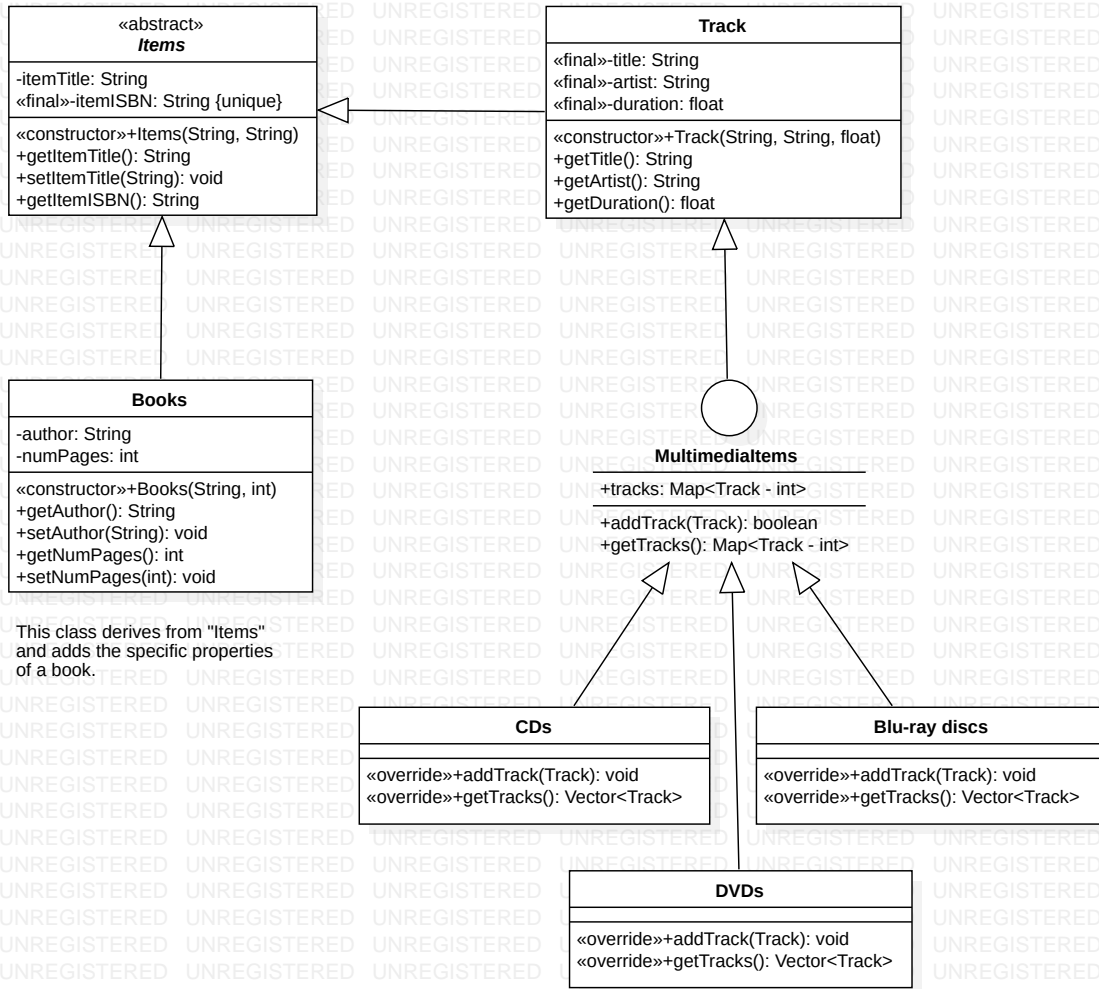 «abstract»
Items
-itemTitle: String
«final»-itemISBN: String {unique}
«constructor»+Items(String, String)
+getItemTitle(): String
+setItemTitle(String): void
+getItemISBN(): String
Track
«final»-title: String
«final»-artist: String
«final»-duration: float
«constructor»+Track(String, String, float)
+getTitle(): String
+getArtist(): String
+getDuration(): float
Books
-author: String
-numPages: int
«constructor»+Books(String, int)
+getAuthor(): String
+setAuthor(String): void
+getNumPages(): int
+setNumPages(int): void
This class derives from "Items"
and adds the specific properties
of a book.
MultimediaItems
+tracks: Map<Track - int>
+addTrack(Track): boolean
+getTracks(): Map<Track - int>
CDs
«override»+addTrack(Track): void
«override»+getTracks(): Vector<Track>
Blu-ray discs
«override»+addTrack(Track): void
«override»+getTracks(): Vector<Track>
DVDs
«override»+addTrack(Track): void
«override»+getTracks(): Vector<Track>
UNREGISTERED